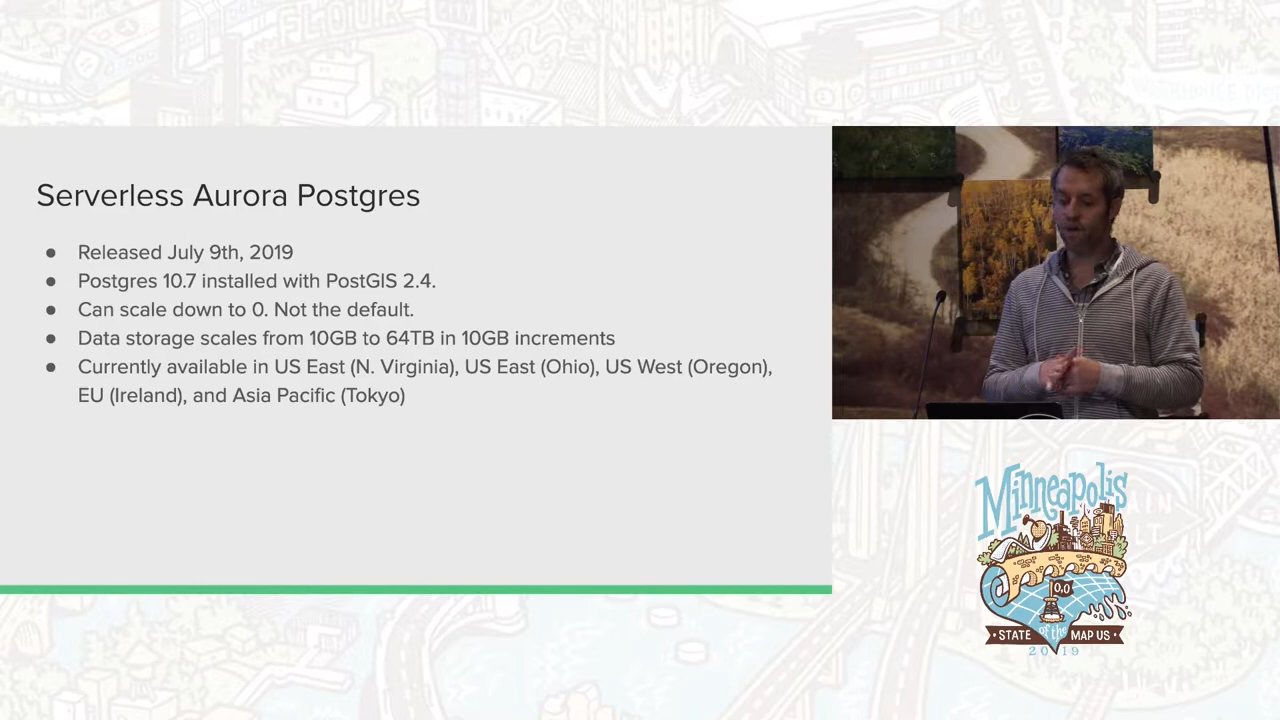 Serverless Aurora Postgres
● Released July 9th, 2019
● Postgres 10.7 installed with PostGIS 2.4.
● Can scale down to 0. Not the default.
● Data storage scales from 10GB to 64TB in 10GB increments
● Currently available in US East (N. Virginia), US East (Ohio), US West (Oregon),
EU (Ireland), and Asia Pacific (Tokyo)
Minneapolis
0,0
STATE of the MAP US
2019